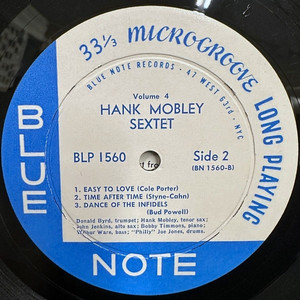 33⅓ MICROGROOVE LONG PLAYING
BLUE NOTE RECORDS · 47 WEST 63rd · NYC
Volume 4
HANK MOBLEY
SEXTET
BLP 1560
Side 2
(BN 1560-B)
1. EASY TO LOVE (Cole Porter)
2. TIME AFTER TIME (Styne-Cahn)
3. DANCE OF THE INFIDELS
(Bud Powell)
Donald Byrd, trumpet; Hank Mobley, tenor sax;
John Jenkins, alto sax; Bobby Timmons, piano;
Wilbur Ware, bass; "Philly" Joe Jones, drums.
BLUE
NOTE